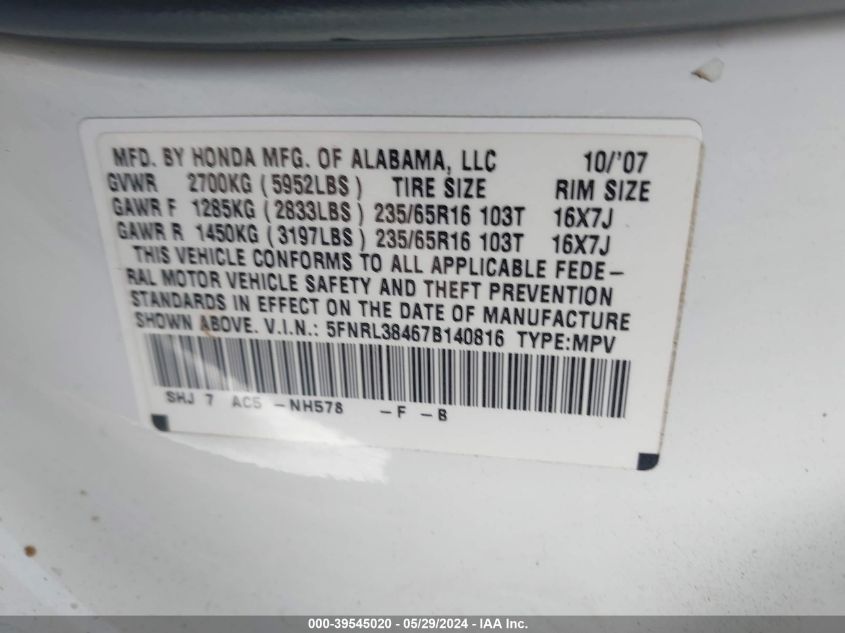 MFD. BY HONDA MFG. OF ALABAMA, LLC 10/'07
GVWR 2700KG (5952LBS) TIRE SIZE RIM SIZE
GAWR F 1285KG (2833LBS) 235/65R16 103T 16X7J
GAWR R 1450KG (3197LBS) 235/65R16 103T 16X7J
THIS VEHICLE CONFORMS TO ALL APPLICABLE FEDE-
RAL MOTOR VEHICLE SAFETY AND THEFT PREVENTION
STANDARDS IN EFFECT ON THE DATE OF MANUFACTURE
SHOWN ABOVE. V.I.N.: 5FNRL38467B140816 TYPE:MPV
SHJ 7 AC5 -NH578 -F -B
000-39545020 - 05/29/2024 - IAA Inc.